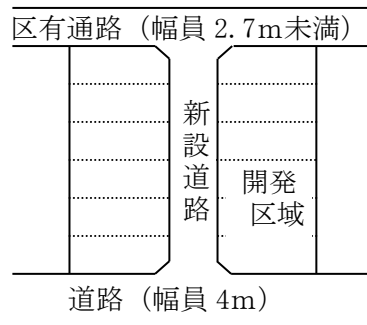 区有通路（幅員 2.7m未満）
新設道路
開発
区域
道路（幅員 4m）